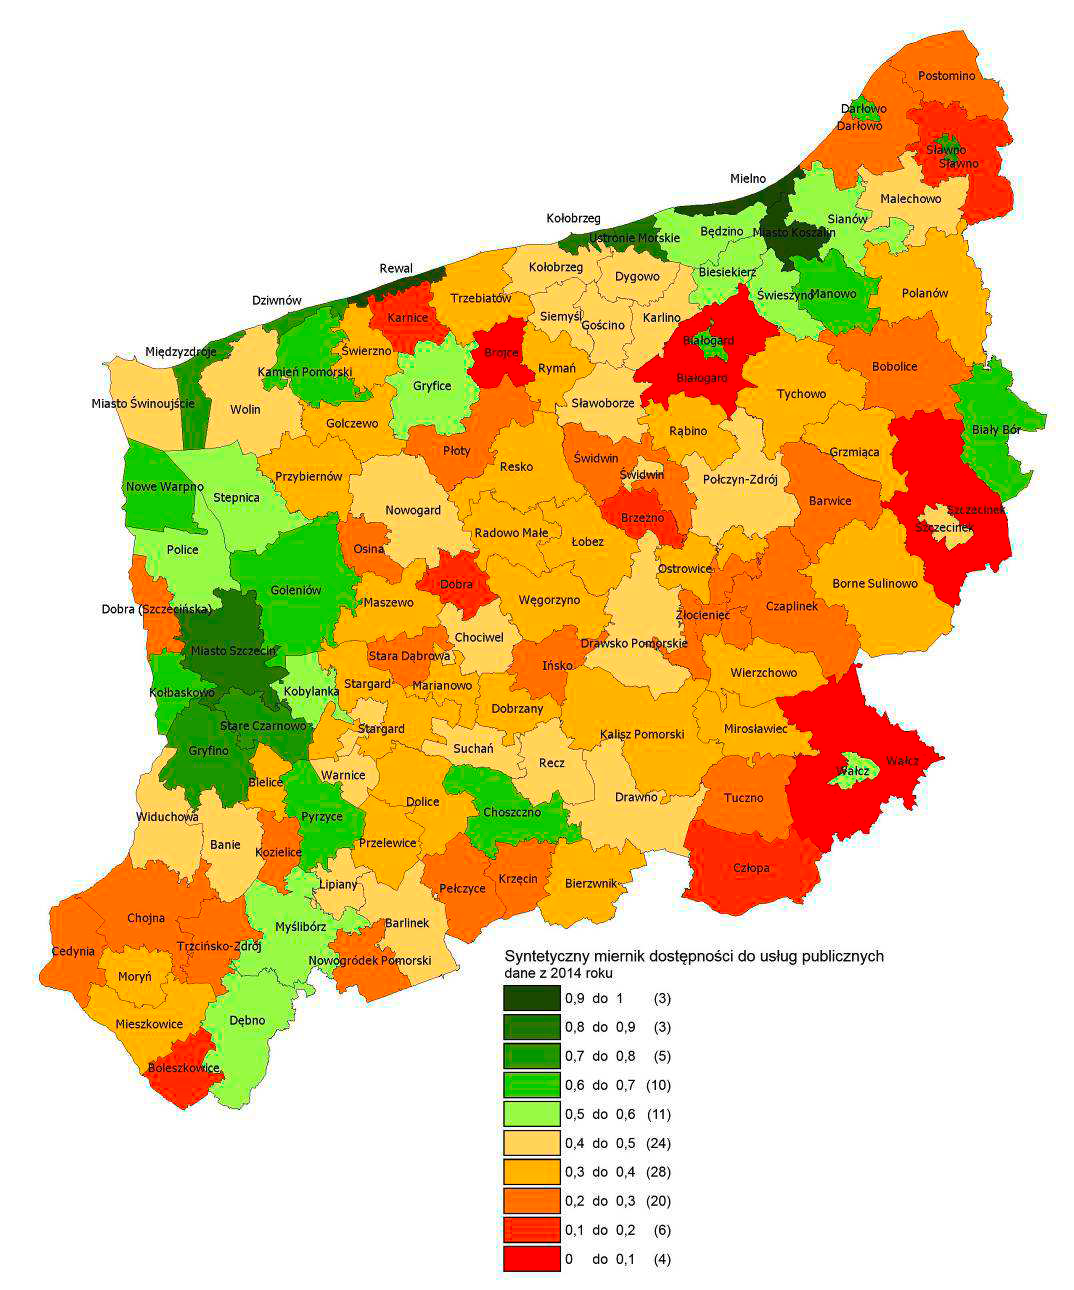 Postomino
Darłowo
Darłowo
Sławno
Sławno
Mielno
Malechowo
Sianów
Kołobrzeg
Będzino
Miasto Koszalin
Ustronie Morskie
Rewal
Kołobrzeg
Dygowo
Biesiekierz
Dziwnów
Trzebiatów
Świeszyno
Manowo
Polanów
Karnice
Siemyśl
Gościno
Karlino
Białogard
Międzyzdroje
Świerzno
Brojce
Kamień Pomorski
Rymań
Bobolice
Białogard
Gryfice
Tychowo
Miasto Świnoujście
Wolin
Sławoborze
Golczewo
Rąbino
Biały Bór
Płoty
Świdwin
Grzmiąca
Resko
Przybiernów
Świdwin
Połczyn-Zdrój
Nowe Warpno
Stepnica
Barwice
Nowogard
Szczecinek
Brzeżno
Szczecinek
Radowo Małe
Łobez
Police
Osina
Ostrowice
Dobra
Borne Sulinowo
Goleniów
Maszewo
Węgorzyno
Dobra (Szczecińska)
Złocieniec
Czaplinek
Chociwel
Drawsko Pomorskie
Miasto Szczecin
Stara Dąbrowa
Ińsko
Wierzchowo
Kołbaskowo
Kobylanka
Stargard
Marianowo
Dobrzany
Stare Czarnowo
Stargard
Mirosławiec
Kalisz Pomorski
Gryfino
Suchań
Recz
Wałcz
Wałcz
Bielice
Warnice
Drawno
Tuczno
Dolice
Widuchowa
Pyrzyce
Choszczno
Banie
Przelewice
Kozielice
Człopa
Krzęcin
Lipiany
Pełczyce
Bierzwnik
Chojna
Myślibórz
Barlinek
Cedynia
Trzcińsko-Zdrój
Nowogródek Pomorski
Moryń
Mieszkowice
Dębno
Boleszkowice
Syntetyczny miernik dostępności do usług publicznych
dane z 2014 roku
0,9 do 1 (3)
0,8 do 0,9 (3)
0,7 do 0,8 (5)
0,6 do 0,7 (10)
0,5 do 0,6 (11)
0,4 do 0,5 (24)
0,3 do 0,4 (28)
0,2 do 0,3 (20)
0,1 do 0,2 (6)
0 do 0,1 (4)